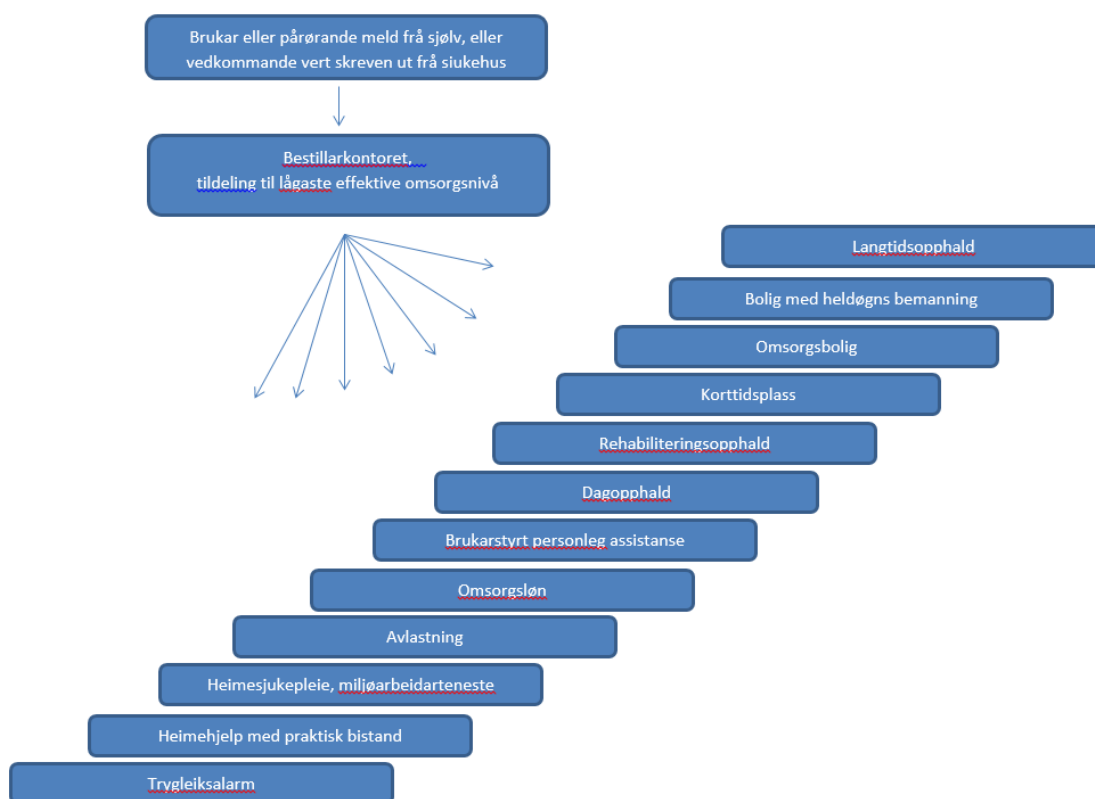 Brukar eller pårørande meld frå sjølv, eller
vedkommande vert skreven ut frå siukehus
Bestillarkontoret,
tildeling til lågaste effektive omsorgsnivå
Langtidsopphald
Bolig med heldøgns bemanning
Omsorgsbolig
Korttidsplass
Rehabiliteringsopphald
Dagopphald
Brukarstyrt personleg assistanse
Omsorgsløn
Avlastning
Heimesjukepleie, miljøarbeidarteneste
Heimehjelp med praktisk bistand
Trygleiksalarm